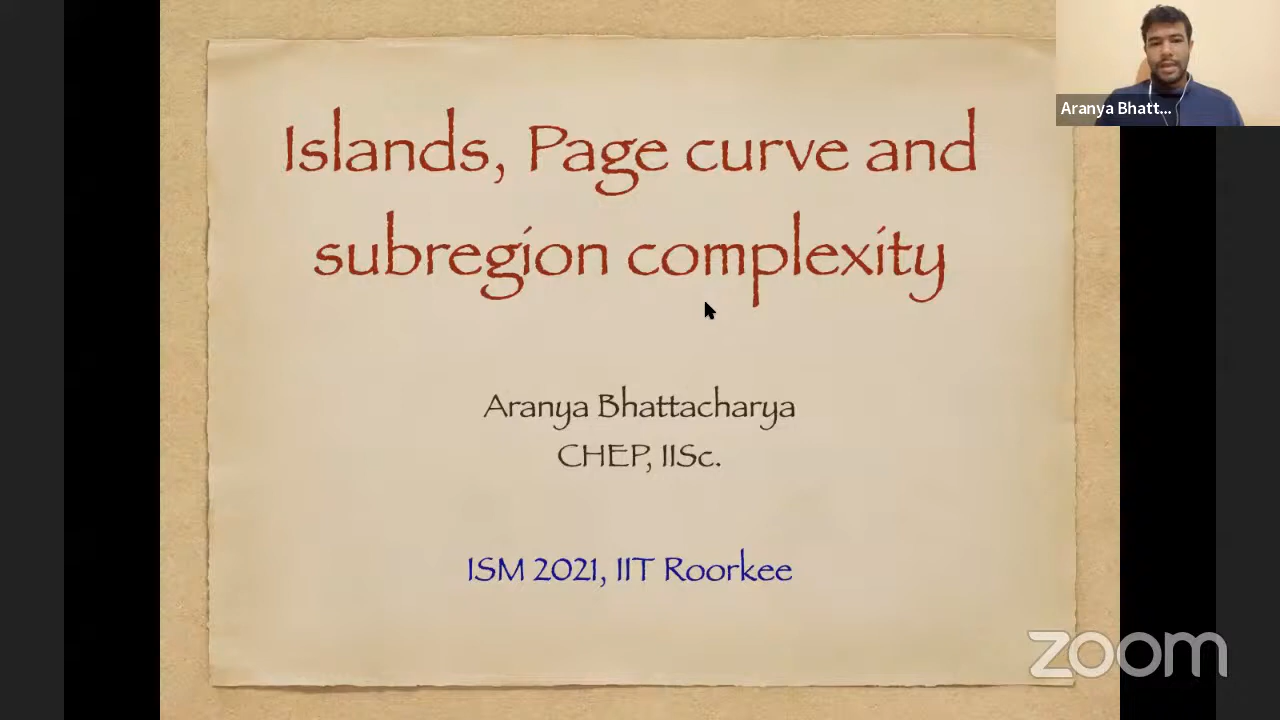 Islands, Page curve and
subregion complexity
Aranya Bhatt...
Aranya Bhattacharya
CHEP, IISc.
ISM 2021, IIT Roorkee
zoom